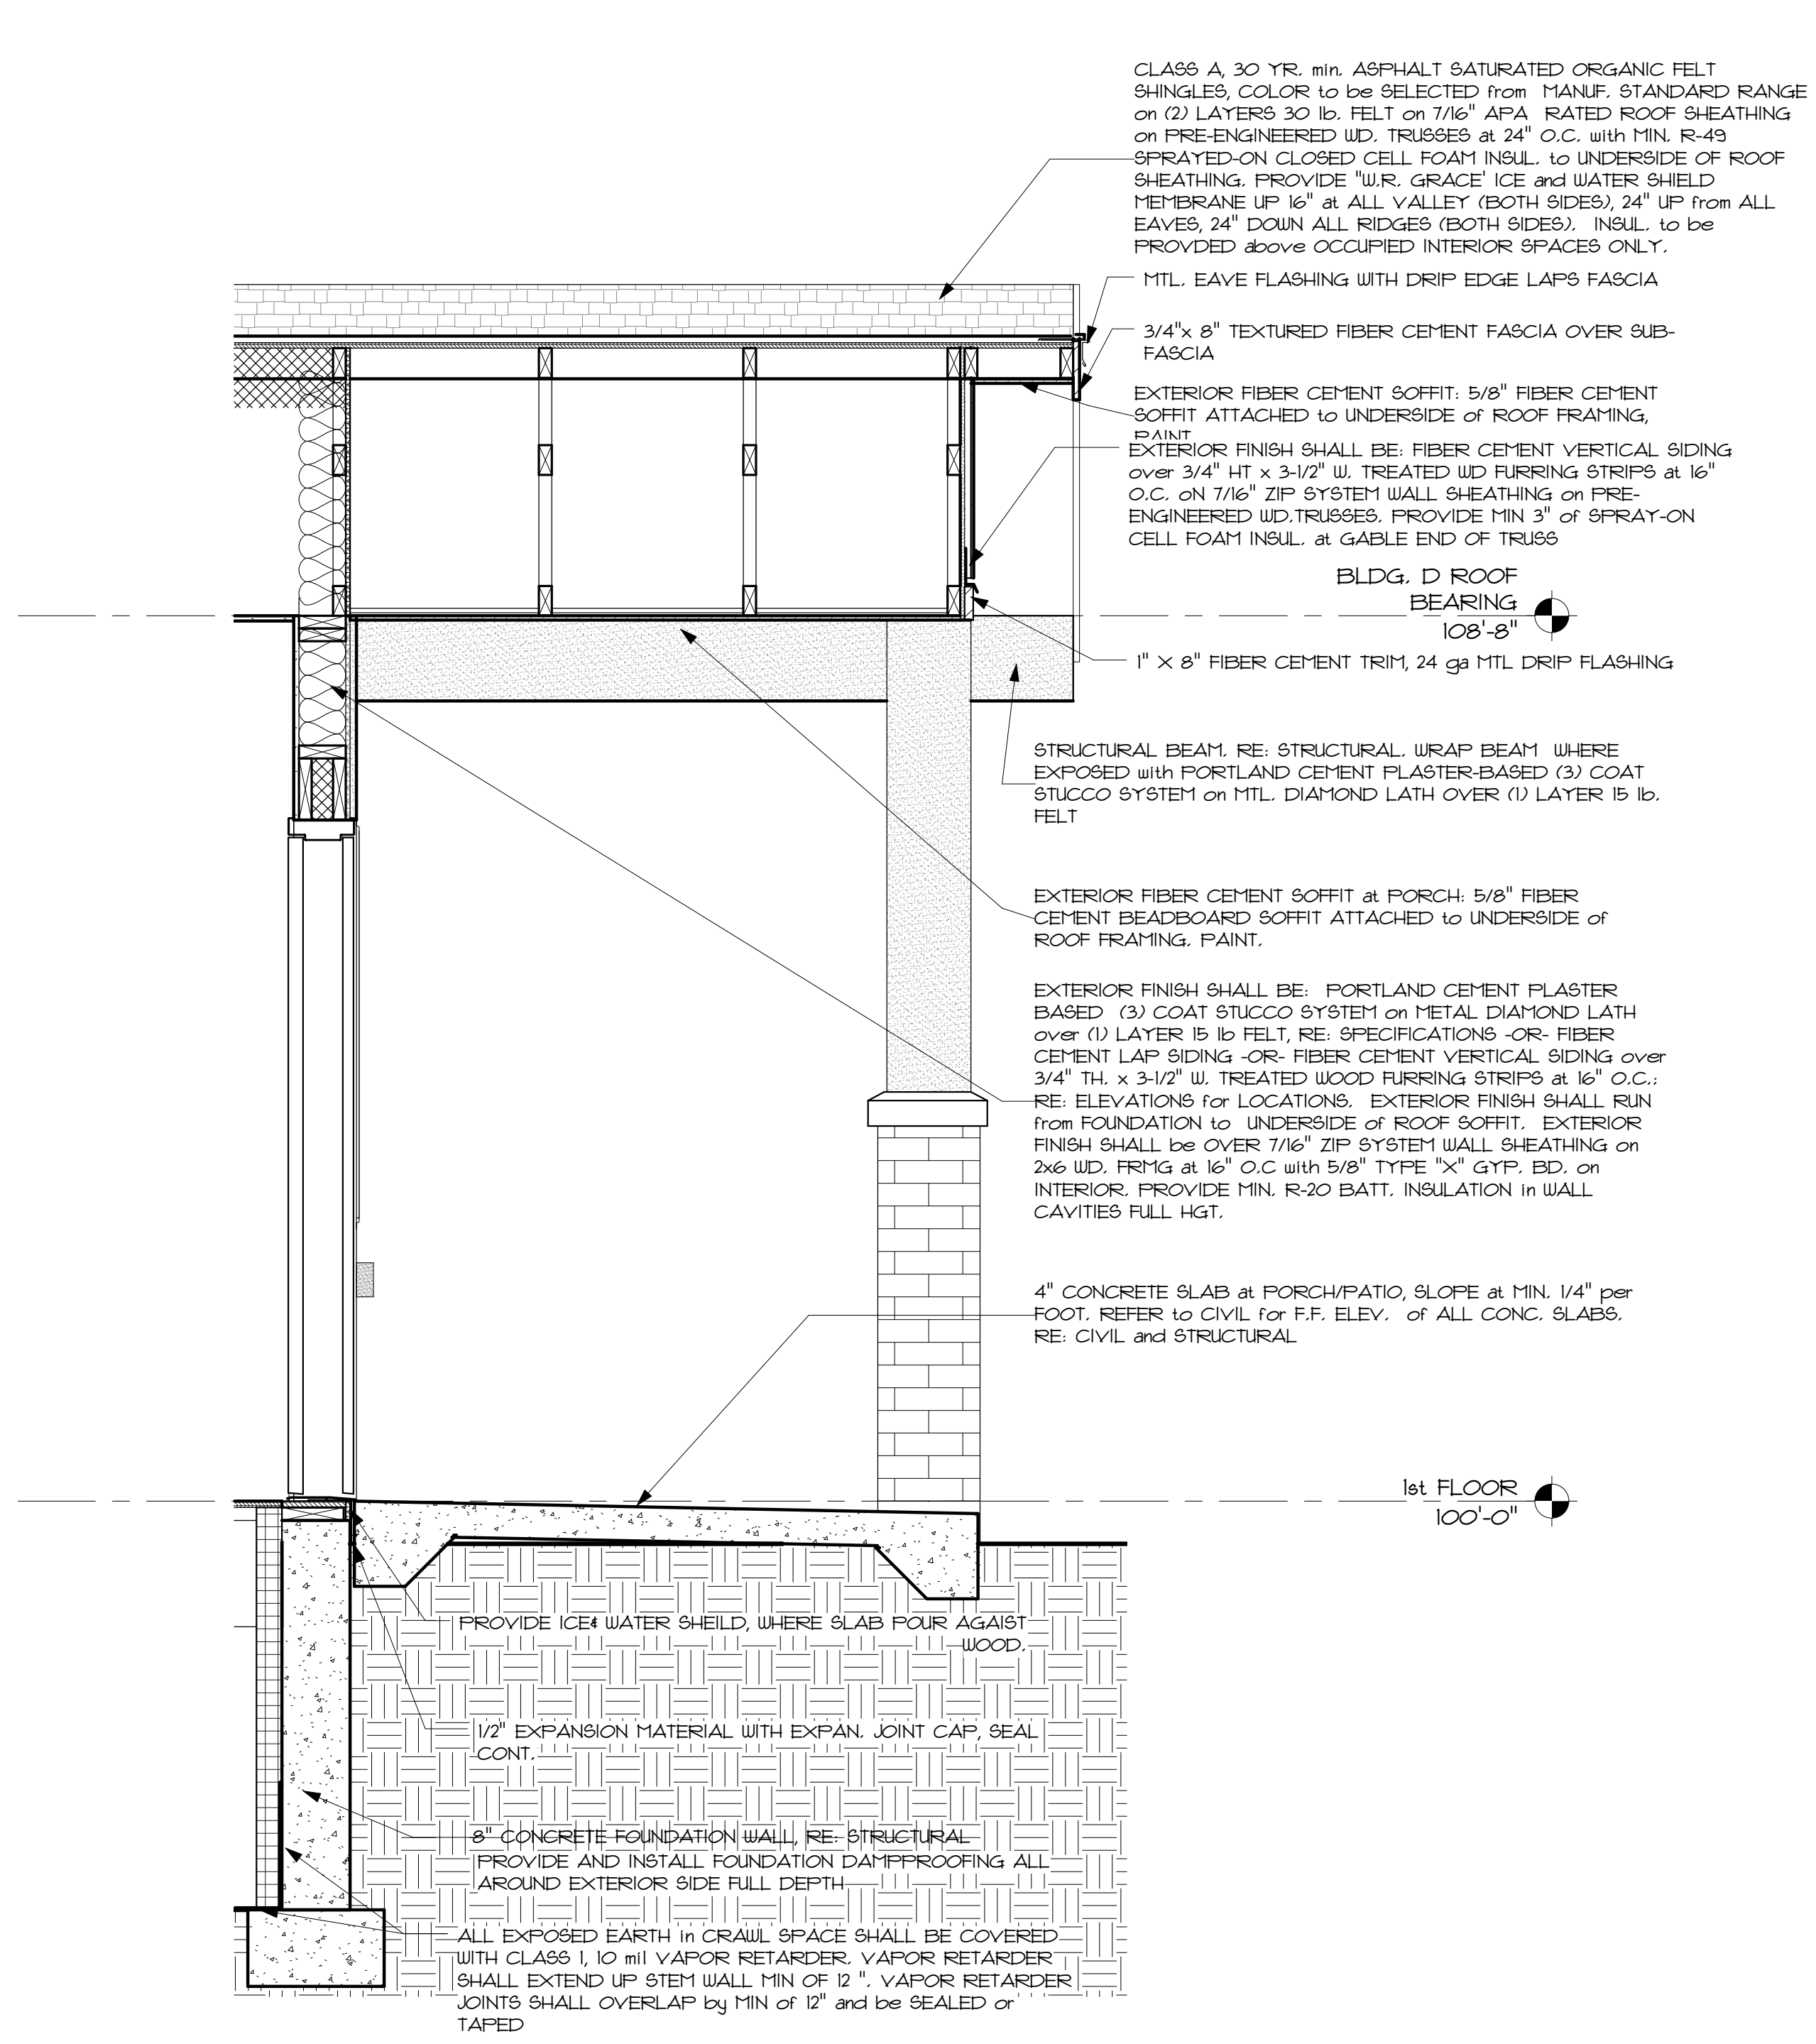 CLASS A, 30 YR. min. ASPHALT SATURATED ORGANIC FELT
SHINGLES, COLOR to be SELECTED from MANUF. STANDARD RANGE
on (2) LAYERS 30 lb. FELT on 7/16" APA RATED ROOF SHEATHING
on PRE-ENGINEERED WD. TRUSSES at 24" O.C. with MIN. R-49
SPRAYED-ON CLOSED CELL FOAM INSUL. to UNDERSIDE OF ROOF
SHEATHING. PROVIDE "W.R. GRACE' ICE and WATER SHIELD
MEMBRANE UP 16" at ALL VALLEY (BOTH SIDES), 24" UP from ALL
EAVES, 24" DOWN ALL RIDGES (BOTH SIDES). INSUL. to be
PROVDED above OCCUPIED INTERIOR SPACES ONLY.
MTL. EAVE FLASHING WITH DRIP EDGE LAPS FASCIA
3/4"x 8" TEXTURED FIBER CEMENT FASCIA OVER SUB-
FASCIA
EXTERIOR FIBER CEMENT SOFFIT: 5/8" FIBER CEMENT
SOFFIT ATTACHED to UNDERSIDE of ROOF FRAMING,
PAINT
EXTERIOR FINISH SHALL BE: FIBER CEMENT VERTICAL SIDING
over 3/4" HT x 3-1/2" W. TREATED WD FURRING STRIPS at 16"
O.C. ON 7/16" ZIP SYSTEM WALL SHEATHING on PRE-
ENGINEERED WD.TRUSSES. PROVIDE MIN 3" of SPRAY-ON
CELL FOAM INSUL. at GABLE END OF TRUSS
BLDG. D ROOF
BEARING
108'-8"
1" X 8" FIBER CEMENT TRIM, 24 ga MTL DRIP FLASHING
STRUCTURAL BEAM. RE: STRUCTURAL. WRAP BEAM WHERE
EXPOSED with PORTLAND CEMENT PLASTER-BASED (3) COAT
STUCCO SYSTEM on MTL. DIAMOND LATH OVER (1) LAYER 15 lb.
FELT
EXTERIOR FIBER CEMENT SOFFIT at PORCH: 5/8" FIBER
CEMENT BEADBOARD SOFFIT ATTACHED to UNDERSIDE of
ROOF FRAMING. PAINT.
EXTERIOR FINISH SHALL BE: PORTLAND CEMENT PLASTER
BASED (3) COAT STUCCO SYSTEM on METAL DIAMOND LATH
over (1) LAYER 15 lb FELT, RE: SPECIFICATIONS -OR- FIBER
CEMENT LAP SIDING -OR- FIBER CEMENT VERTICAL SIDING over
3/4" TH. x 3-1/2" W. TREATED WOOD FURRING STRIPS at 16" O.C.;
RE: ELEVATIONS for LOCATIONS. EXTERIOR FINISH SHALL RUN
from FOUNDATION to UNDERSIDE of ROOF SOFFIT. EXTERIOR
FINISH SHALL be OVER 7/16" ZIP SYSTEM WALL SHEATHING on
2x6 WD. FRMG at 16" O.C with 5/8" TYPE "X" GYP. BD. on
INTERIOR. PROVIDE MIN. R-20 BATT. INSULATION in WALL
CAVITIES FULL HGT.
4" CONCRETE SLAB at PORCH/PATIO, SLOPE at MIN. 1/4" per
FOOT. REFER to CIVIL for F.F. ELEV. of ALL CONC. SLABS.
RE: CIVIL and STRUCTURAL
1st FLOOR
100'-0"
PROVIDE ICE& WATER SHEILD, WHERE SLAB POUR AGAIST
WOOD.
1/2" EXPANSION MATERIAL WITH EXPAN. JOINT CAP, SEAL
CONT.
8" CONCRETE FOUNDATION WALL, RE: STRUCTURAL
PROVIDE AND INSTALL FOUNDATION DAMPPROOFING ALL
AROUND EXTERIOR SIDE FULL DEPTH
ALL EXPOSED EARTH in CRAWL SPACE SHALL BE COVERED
WITH CLASS 1, 10 mil VAPOR RETARDER. VAPOR RETARDER
SHALL EXTEND UP STEM WALL MIN OF 12 ". VAPOR RETARDER
JOINTS SHALL OVERLAP by MIN of 12" and be SEALED or
TAPED